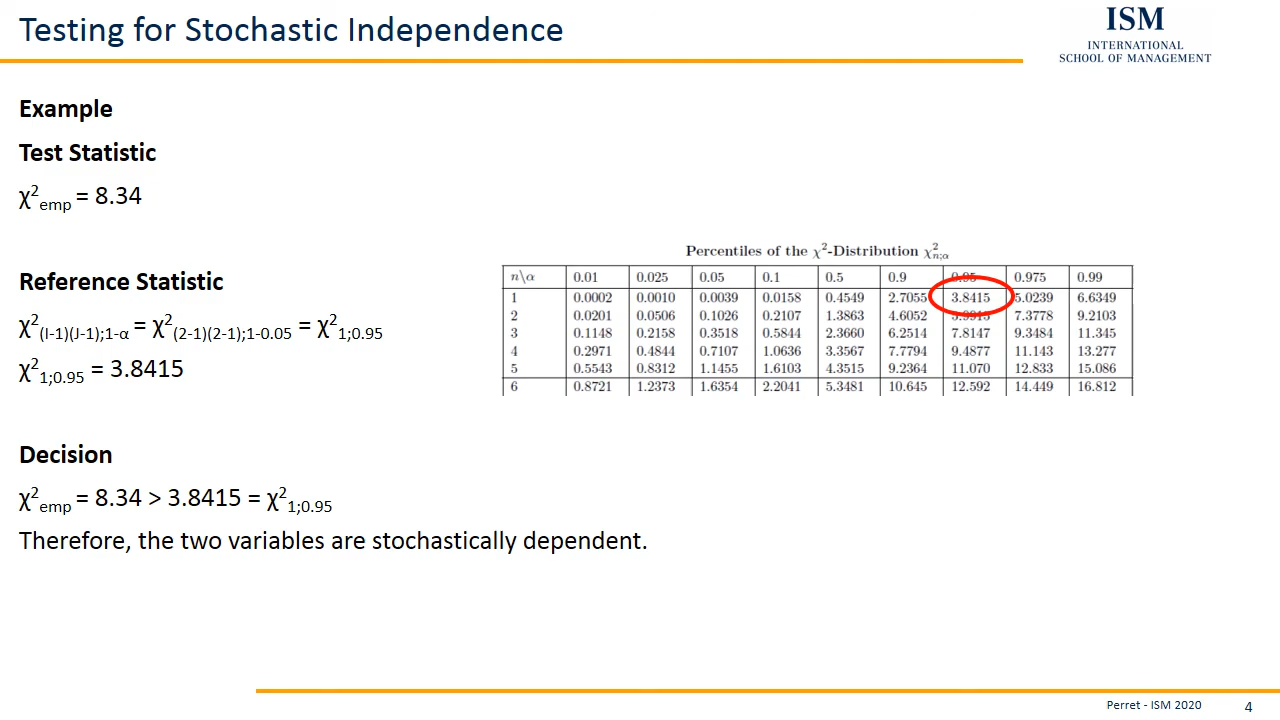 Testing for Stochastic Independence
ISM
INTERNATIONAL
SCHOOL OF MANAGEMENT
Example
Test Statistic
χ²emp = 8.34
Reference Statistic
χ²(I-1)(J-1);1-α = χ²(2-1)(2-1);1-0.05 = χ²1;0.95
χ²1;0.95 = 3.8415
Percentiles of the χ²-Distribution χ²n;α
n\α 0.01 0.025 0.05 0.1 0.5 0.9 0.95 0.975 0.99
1 0.0002 0.0010 0.0039 0.0158 0.4549 2.7055 3.8415 5.0239 6.6349
2 0.0201 0.0506 0.1026 0.2107 1.3863 4.6052 5.9915 7.3778 9.2103
3 0.1148 0.2158 0.3518 0.5844 2.3660 6.2514 7.8147 9.3484 11.345
4 0.2971 0.4844 0.7107 1.0636 3.3567 7.7794 9.4877 11.143 13.277
5 0.5543 0.8312 1.1455 1.6103 4.3515 9.2364 11.070 12.833 15.086
6 0.8721 1.2373 1.6354 2.2041 5.3481 10.645 12.592 14.449 16.812
Decision
χ²emp = 8.34 > 3.8415 = χ²1;0.95
Therefore, the two variables are stochastically dependent.
Perret - ISM 2020
4